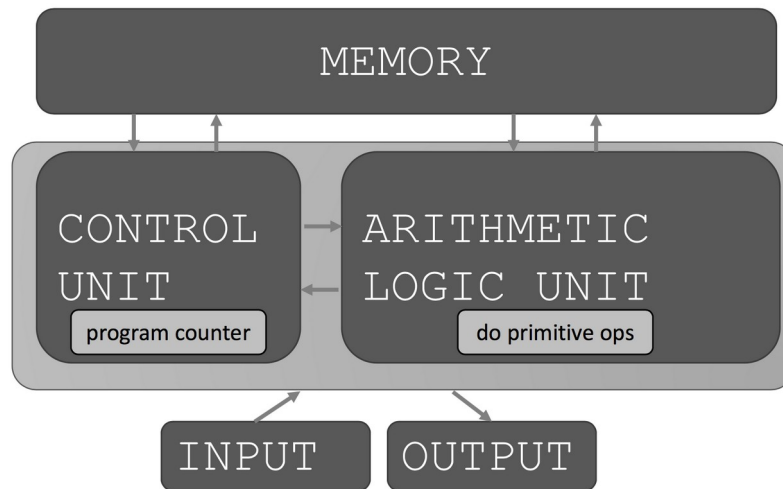 MEMORY
CONTROL
UNIT
program counter
ARITHMETIC
LOGIC UNIT
do primitive ops
INPUT
OUTPUT